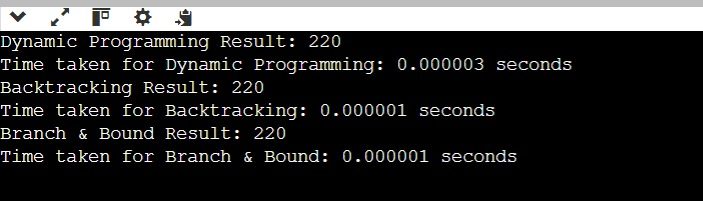 Dynamic Programming Result: 220
Time taken for Dynamic Programming: 0.000003 seconds
Backtracking Result: 220
Time taken for Backtracking: 0.000001 seconds
Branch & Bound Result: 220
Time taken for Branch & Bound: 0.000001 seconds